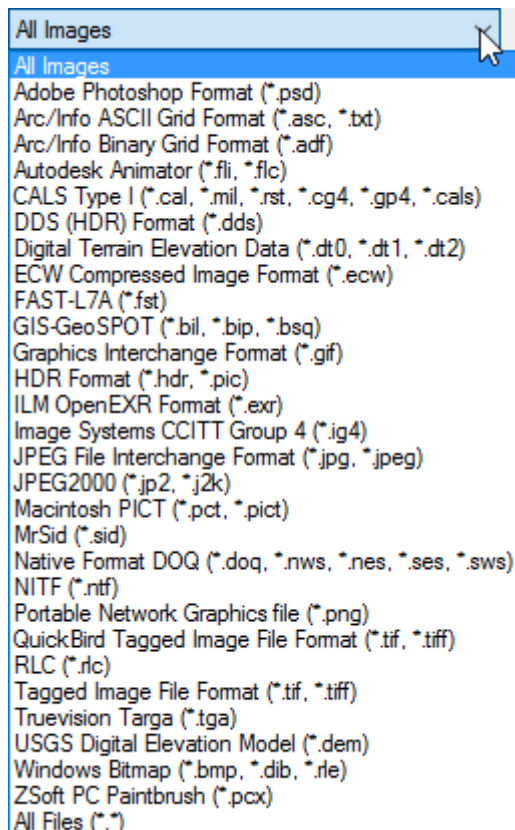 All Images
All Images
Adobe Photoshop Format (*.psd)
Arc/Info ASCII Grid Format (*.asc, *.txt)
Arc/Info Binary Grid Format (*.adf)
Autodesk Animator (*.fli, *.flc)
CALS Type I (*.cal, *.mil, *.rst, *.cg4, *.gp4, *.cals)
DDS (HDR) Format (*.dds)
Digital Terrain Elevation Data (*.dt0, *.dt1, *.dt2)
ECW Compressed Image Format (*.ecw)
FAST-L7A (*.fst)
GIS-GeoSPOT (*.bil, *.bip, *.bsq)
Graphics Interchange Format (*.gif)
HDR Format (*.hdr, *.pic)
ILM OpenEXR Format (*.exr)
Image Systems CCITT Group 4 (*.ig4)
JPEG File Interchange Format (*.jpg, *.jpeg)
JPEG2000 (*.jp2, *.j2k)
Macintosh PICT (*.pct, *.pict)
MrSid (*.sid)
Native Format DOQ (*.doq, *.nws, *.nes, *.ses, *.sws)
NITF (*.ntf)
Portable Network Graphics file (*.png)
QuickBird Tagged Image File Format (*.tif, *.tiff)
RLC (*.rlc)
Tagged Image File Format (*.tif, *.tiff)
Truevision Targa (*.tga)
USGS Digital Elevation Model (*.dem)
Windows Bitmap (*.bmp, *.dib, *.rle)
ZSoft PC Paintbrush (*.pcx)
All Files (*.*)